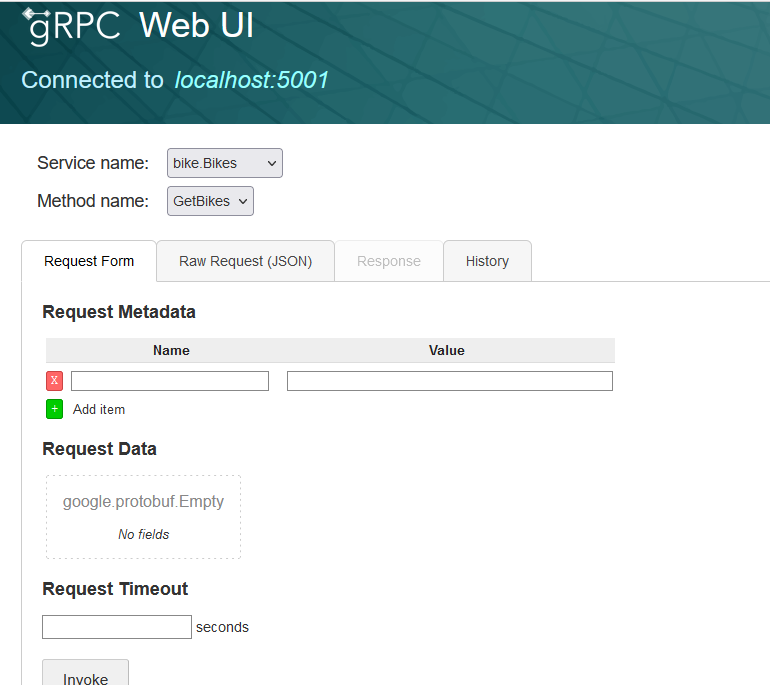 gRPC Web UI
Connected to localhost:5001
Service name: bike.Bikes
Method name: GetBikes
Request Form Raw Request (JSON) Response History
Request Metadata
Name Value
X
+ Add item
Request Data
google.protobuf.Empty
No fields
Request Timeout
seconds
Invoke